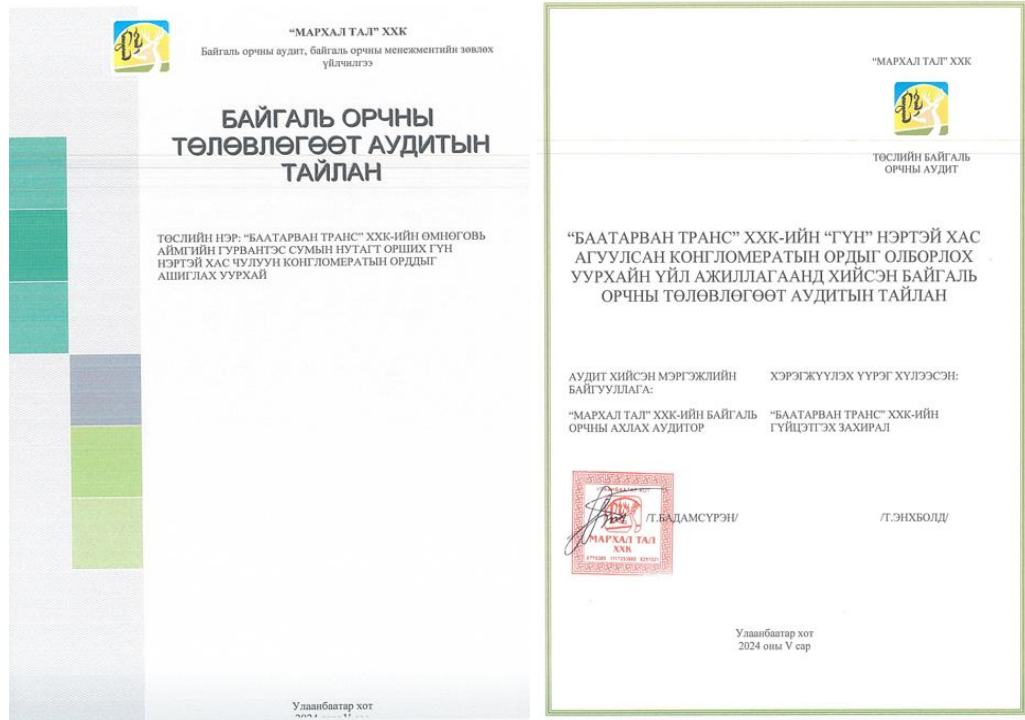 "МАРХАЛ ТАЛ" ХХК
Байгаль орчны аудит, байгаль орчны менежментийн зөвлөх
үйлчилгээ
БАЙГАЛЬ ОРЧНЫ
ТӨЛӨВЛӨГӨӨТ АУДИТЫН
ТАЙЛАН
ТӨСЛИЙН НЭР: "БААТАРВАН ТРАНС" ХХК-ИЙН ӨМНӨГОВЬ
АЙМГИЙН ГУРВАНТЭС СУМЫН НУТАГТ ОРШИХ ГҮН
НЭРТЭЙ ХАС ЧУЛУУН КОНГЛОМЕРАТЫН ОРДДЫГ
АШИГЛАХ УУРХАЙ
Улаанбаатар хот
"МАРХАЛ ТАЛ" ХХК
ТӨСЛИЙН БАЙГАЛЬ
ОРЧНЫ АУДИТ
"БААТАРВАН ТРАНС" ХХК-ИЙН "ГҮН" НЭРТЭЙ ХАС
АГУУЛСАН КОНГЛОМЕРАТЫН ОРДЫГ ОЛБОРЛОХ
УУРХАЙН ҮЙЛ АЖИЛЛАГААНД ХИЙСЭН БАЙГАЛЬ
ОРЧНЫ ТӨЛӨВЛӨГӨӨТ АУДИТЫН ТАЙЛАН
АУДИТ ХИЙСЭН МЭРГЭЖЛИЙН
БАЙГУУЛЛАГА:
"МАРХАЛ ТАЛ" ХХК-ИЙН БАЙГАЛЬ
ОРЧНЫ АХЛАХ АУДИТОР
ХЭРЭГЖҮҮЛЭХ ҮҮРЭГ ХҮЛЭЭСЭН:
"БААТАРВАН ТРАНС" ХХК-ИЙН
ГҮЙЦЭТГЭХ ЗАХИРАЛ
/Т.БАДАМСҮРЭН/
/Т.ЭНХБОЛД/
МАРХАЛ ТАЛ
ХХК
Улаанбаатар хот
2024 оны V сар